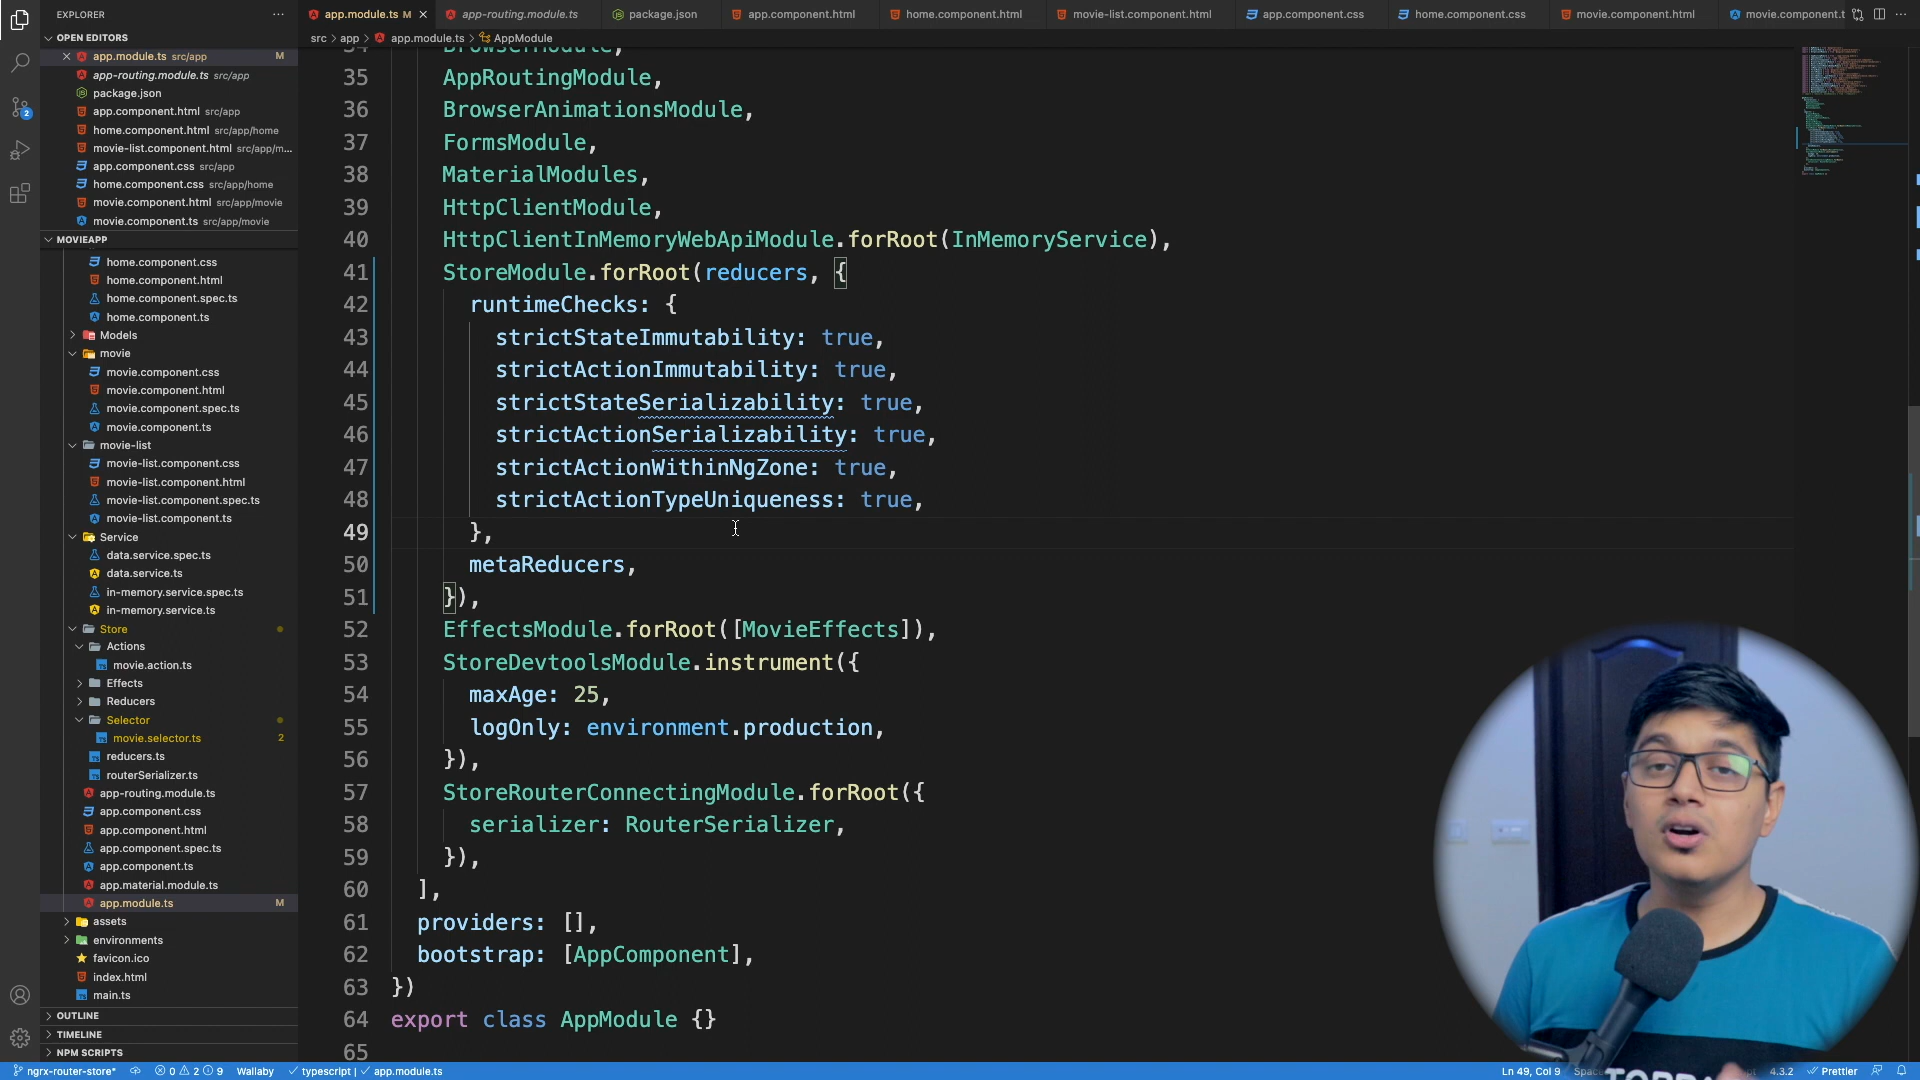 EXPLORER
OPEN EDITORS
app.module.ts src/app M
app-routing.module.ts src/app
package.json
app.component.html src/app
home.component.html src/app/home
movie-list.component.html src/app/m...
app.component.css src/app
home.component.css src/app/home
movie.component.html src/app/movie
movie.component.ts src/app/movie
MOVIEAPP
home.component.css
home.component.html
home.component.spec.ts
home.component.ts
Models
movie
movie.component.css
movie.component.html
movie.component.spec.ts
movie.component.ts
movie-list
movie-list.component.css
movie-list.component.html
movie-list.component.spec.ts
movie-list.component.ts
Service
data.service.spec.ts
data.service.ts
in-memory.service.spec.ts
in-memory.service.ts
Store
Actions
movie.action.ts
Effects
Reducers
Selector
movie.selector.ts 2
reducers.ts
routerSerializer.ts
app-routing.module.ts
app.component.css
app.component.html
app.component.spec.ts
app.component.ts
app.material.module.ts
app.module.ts M
assets
environments
favicon.ico
index.html
main.ts
OUTLINE
TIMELINE
NPM SCRIPTS
app.module.ts M app-routing.module.ts package.json app.component.html home.component.html movie-list.component.html app.component.css home.component.css movie.component.html movie.component.t
src app app.module.ts AppModule
34 BrowserModule,
35 AppRoutingModule,
36 BrowserAnimationsModule,
37 FormsModule,
38 MaterialModules,
39 HttpClientModule,
40 HttpClientInMemoryWebApiModule.forRoot(InMemoryService),
41 StoreModule.forRoot(reducers, {
42 runtimeChecks: {
43 strictStateImmutability: true,
44 strictActionImmutability: true,
45 strictStateSerializability: true,
46 strictActionSerializability: true,
47 strictActionWithinNgZone: true,
48 strictActionTypeUniqueness: true,
49 },
50 metaReducers,
51 }),
52 EffectsModule.forRoot([MovieEffects]),
53 StoreDevtoolsModule.instrument({
54 maxAge: 25,
55 logOnly: environment.production,
56 }),
57 StoreRouterConnectingModule.forRoot({
58 serializer: RouterSerializer,
59 }),
60 ],
61 providers: [],
62 bootstrap: [AppComponent],
63 })
64 export class AppModule {}
65
2
ngrx-router-store* 0 2 9 Wallaby typescript | app.module.ts Ln 49, Col 9 4.3.2 Prettier